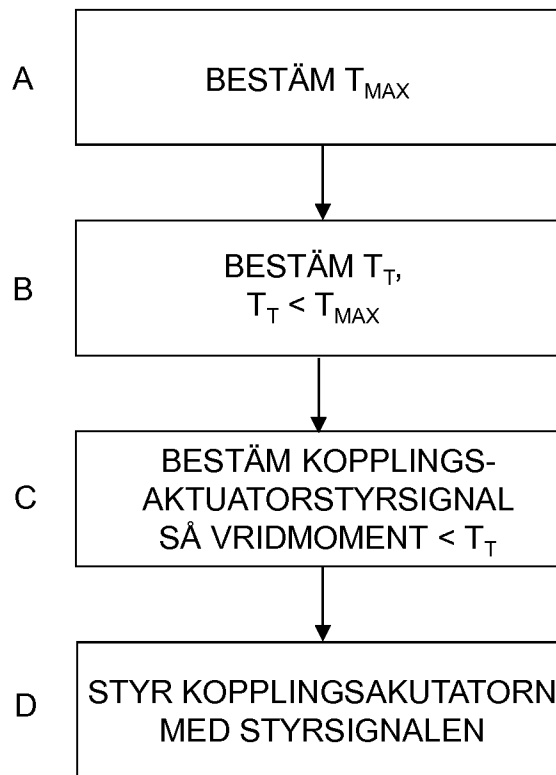 A
BESTÄM T_MAX
B
BESTÄM T_T,
T_T < T_MAX
C
BESTÄM KOPPLINGS-
AKTUATORSTYRSIGNAL
SÅ VRIDMOMENT < T_T
D
STYR KOPPLINGSAKUTATORN
MED STYRSIGNALEN